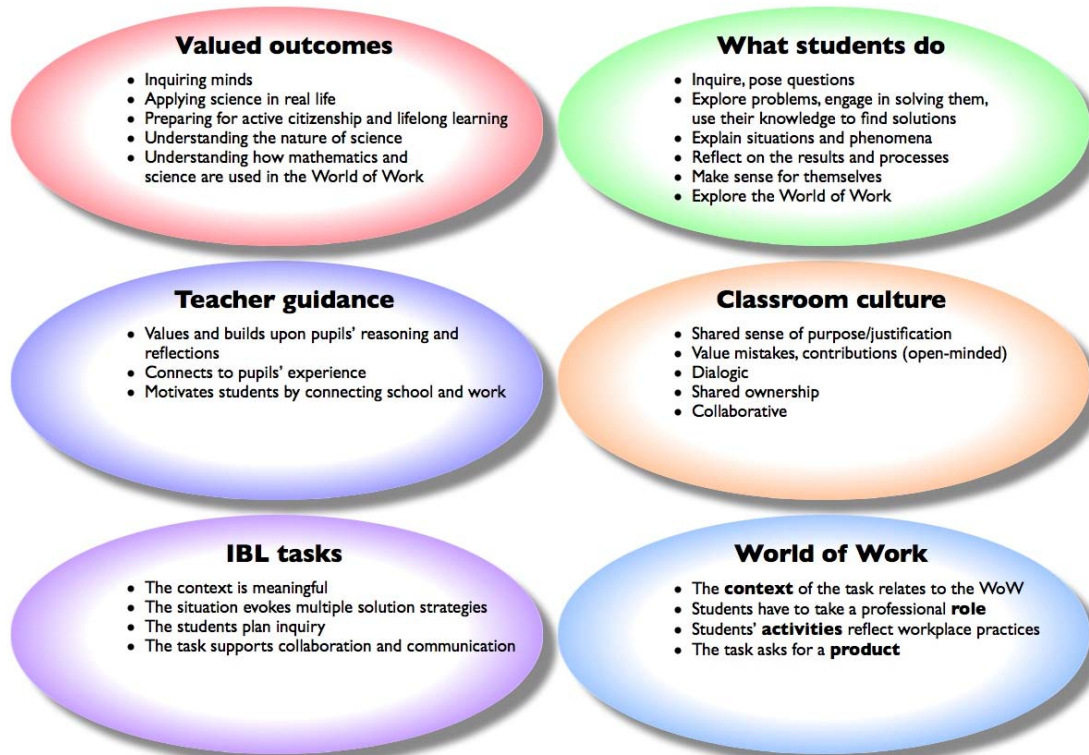 Valued outcomes
• Inquiring minds
• Applying science in real life
• Preparing for active citizenship and lifelong learning
• Understanding the nature of science
• Understanding how mathematics and
science are used in the World of Work
What students do
• Inquire, pose questions
• Explore problems, engage in solving them,
use their knowledge to find solutions
• Explain situations and phenomena
• Reflect on the results and processes
• Make sense for themselves
• Explore the World of Work
Teacher guidance
• Values and builds upon pupils’ reasoning and
reflections
• Connects to pupils’ experience
• Motivates students by connecting school and work
Classroom culture
• Shared sense of purpose/justification
• Value mistakes, contributions (open-minded)
• Dialogic
• Shared ownership
• Collaborative
IBL tasks
• The context is meaningful
• The situation evokes multiple solution strategies
• The students plan inquiry
• The task supports collaboration and communication
World of Work
• The context of the task relates to the WoW
• Students have to take a professional role
• Students’ activities reflect workplace practices
• The task asks for a product